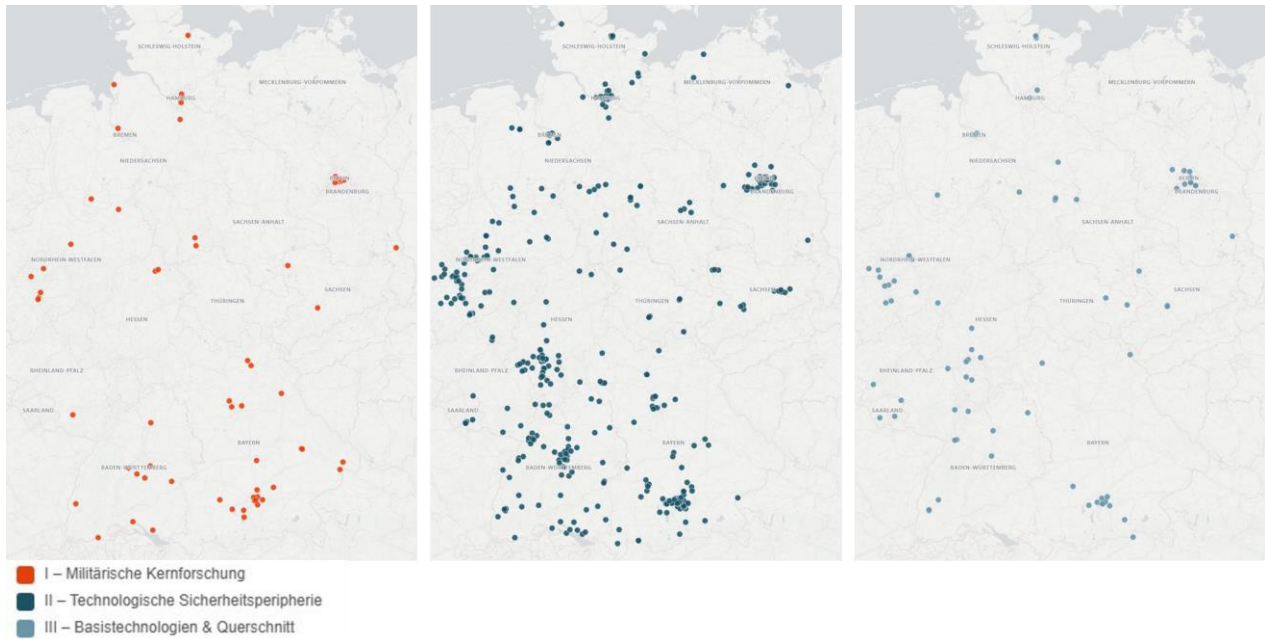 SCHLESWIG-HOLSTEIN
MECKLENBURG-VORPOMMERN
HAMBURG
BREMEN
NIEDERSACHSEN
BERLIN
BRANDENBURG
SACHSEN-ANHALT
NORDRHEIN-WESTFALEN
SACHSEN
THÜRINGEN
HESSEN
RHEINLAND-PFALZ
SAARLAND
BAYERN
BADEN-WÜRTTEMBERG
SCHLESWIG-HOLSTEIN
MECKLENBURG-VORPOMMERN
HAMBURG
BREMEN
NIEDERSACHSEN
BRANDENBURG
SACHSEN-ANHALT
NORDRHEIN-WESTFALEN
SACHSEN
THÜRINGEN
HESSEN
RHEINLAND-PFALZ
SAARLAND
BAYERN
BADEN-WÜRTTEMBERG
SCHLESWIG-HOLSTEIN
MECKLENBURG-VORPOMMERN
HAMBURG
BREMEN
NIEDERSACHSEN
BERLIN
BRANDENBURG
SACHSEN-ANHALT
NORDRHEIN-WESTFALEN
SACHSEN
THÜRINGEN
HESSEN
RHEINLAND-PFALZ
SAARLAND
BAYERN
BADEN-WÜRTTEMBERG
I – Militärische Kernforschung
II – Technologische Sicherheitsperipherie
III – Basistechnologien & Querschnitt